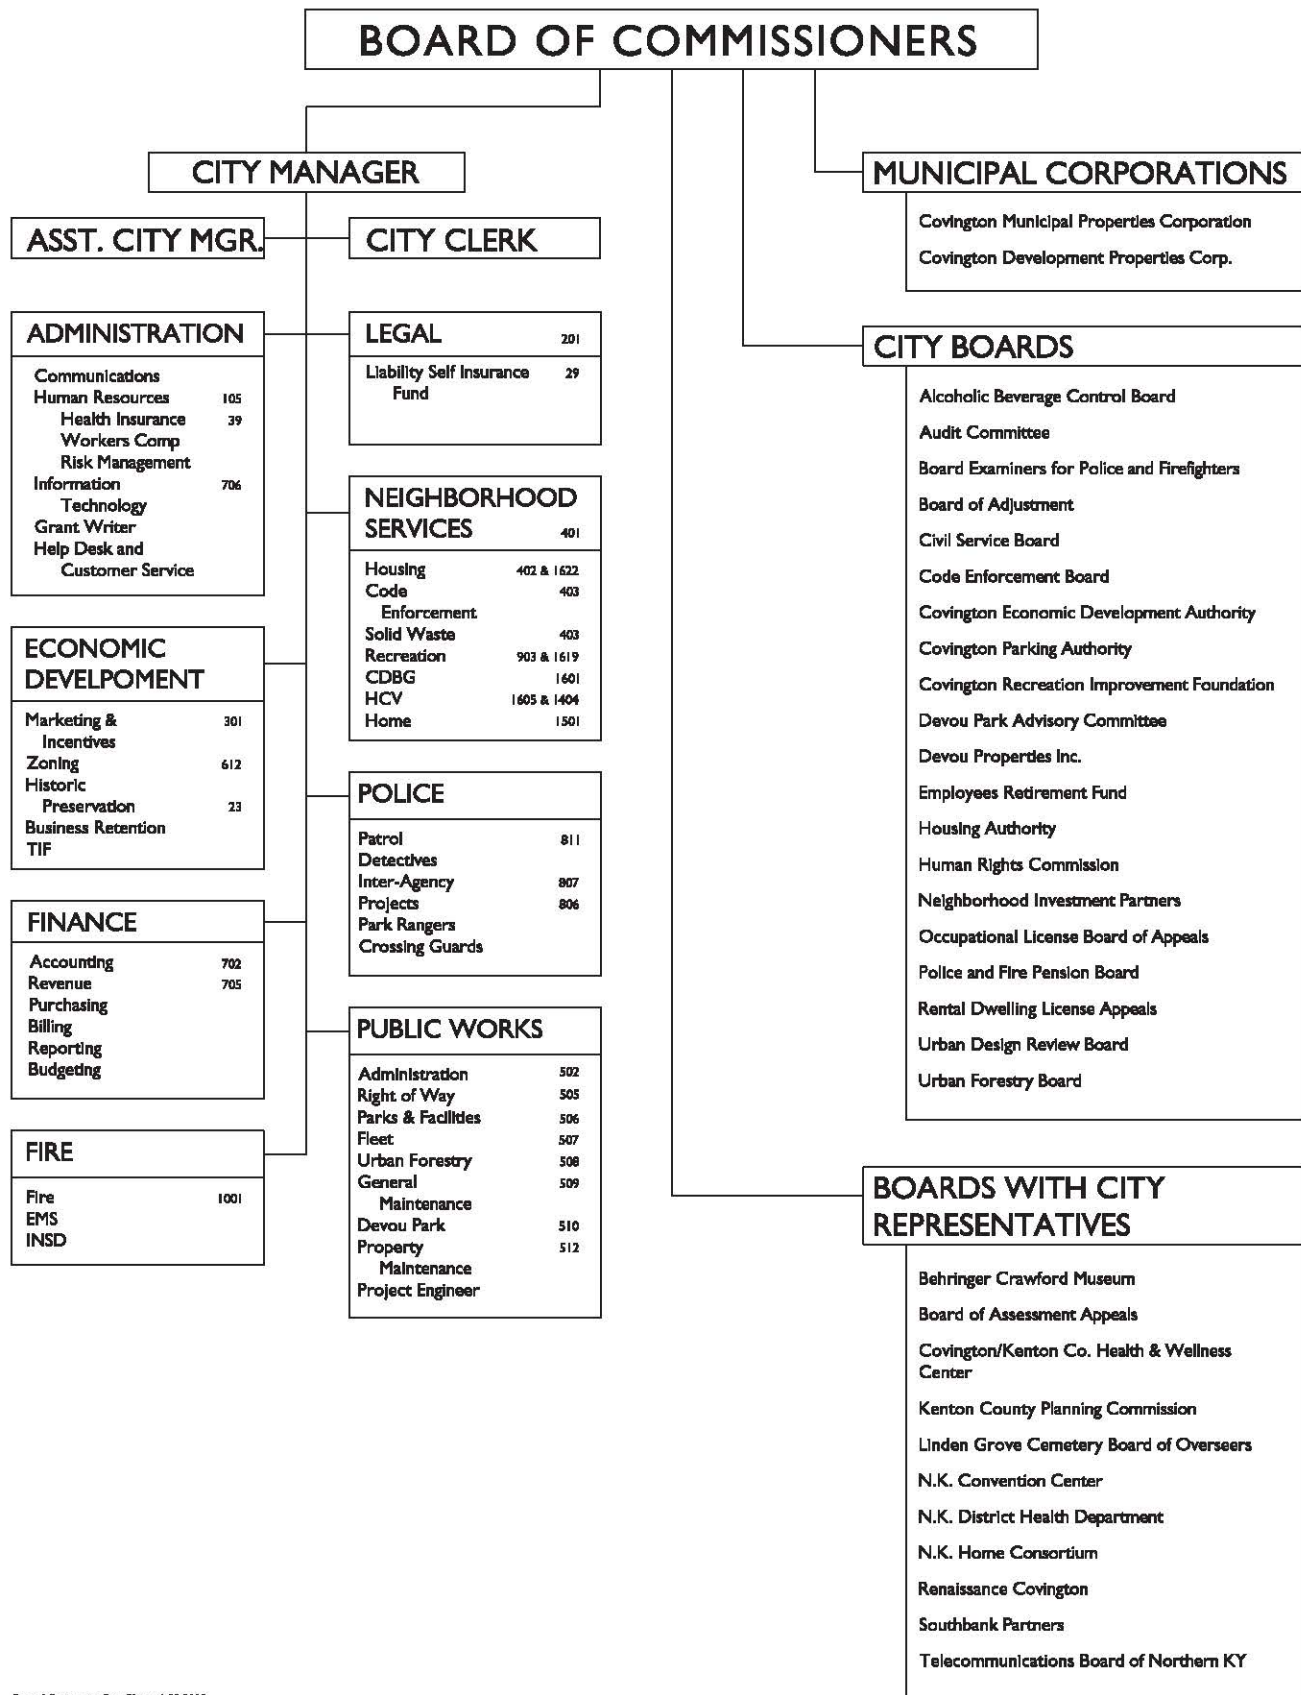 BOARD OF COMMISSIONERS
CITY MANAGER
ASST. CITY MGR.
CITY CLERK
ADMINISTRATION
Communications
Human Resources 105
Health Insurance 39
Workers Comp
Risk Management
Information 706
Technology
Grant Writer
Help Desk and
Customer Service
ECONOMIC
DEVELPOMENT
Marketing & 301
Incentives
Zoning 612
Historic
Preservation 23
Business Retention
TIF
FINANCE
Accounting 702
Revenue 705
Purchasing
Billing
Reporting
Budgeting
FIRE
Fire 1001
EMS
INSD
LEGAL 201
Liability Self Insurance 29
Fund
NEIGHBORHOOD
SERVICES 401
Housing 402 & 1622
Code 403
Enforcement
Solid Waste 403
Recreation 903 & 1619
CDBG 1601
HCV 1605 & 1404
Home 1501
POLICE
Patrol 811
Detectives
Inter-Agency 807
Projects 806
Park Rangers
Crossing Guards
PUBLIC WORKS
Administration 502
Right of Way 505
Parks & Facilities 506
Fleet 507
Urban Forestry 508
General 509
Maintenance
Devou Park 510
Property 512
Maintenance
Project Engineer
MUNICIPAL CORPORATIONS
Covington Municipal Properties Corporation
Covington Development Properties Corp.
CITY BOARDS
Alcoholic Beverage Control Board
Audit Committee
Board Examiners for Police and Firefighters
Board of Adjustment
Civil Service Board
Code Enforcement Board
Covington Economic Development Authority
Covington Parking Authority
Covington Recreation Improvement Foundation
Devou Park Advisory Committee
Devou Properties Inc.
Employees Retirement Fund
Housing Authority
Human Rights Commission
Neighborhood Investment Partners
Occupational License Board of Appeals
Police and Fire Pension Board
Rental Dwelling License Appeals
Urban Design Review Board
Urban Forestry Board
BOARDS WITH CITY
REPRESENTATIVES
Behringer Crawford Museum
Board of Assessment Appeals
Covington/Kenton Co. Health & Wellness
Center
Kenton County Planning Commission
Linden Grove Cemetery Board of Overseers
N.K. Convention Center
N.K. District Health Department
N.K. Home Consortium
Renaissance Covington
Southbank Partners
Telecommunications Board of Northern KY